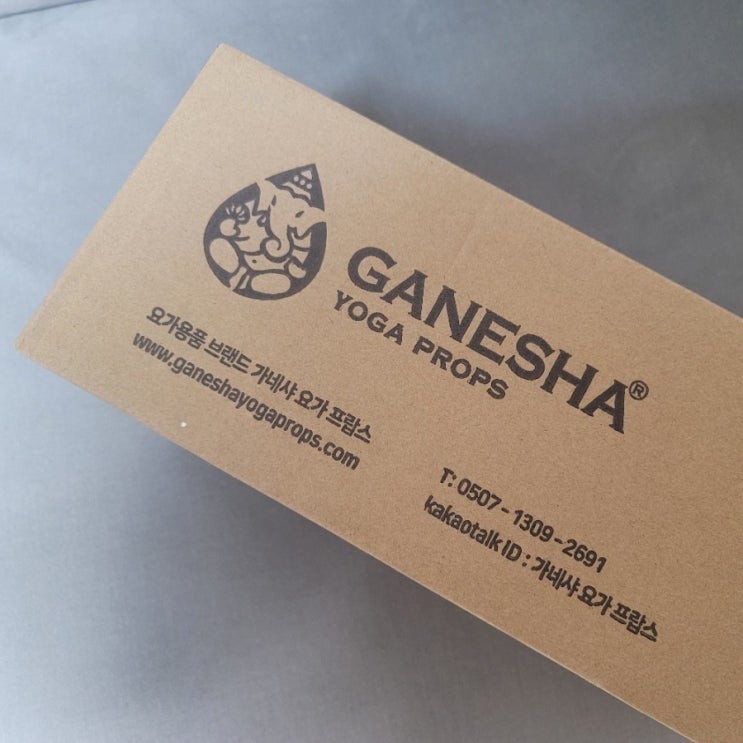 GANESHA®
YOGA PROPS
요가용품 브랜드 가네샤 요가 프랍스
www.ganeshayogaprops.com
T: 0507-1309-2691
kakaotalk ID : 가네샤 요가 프랍스